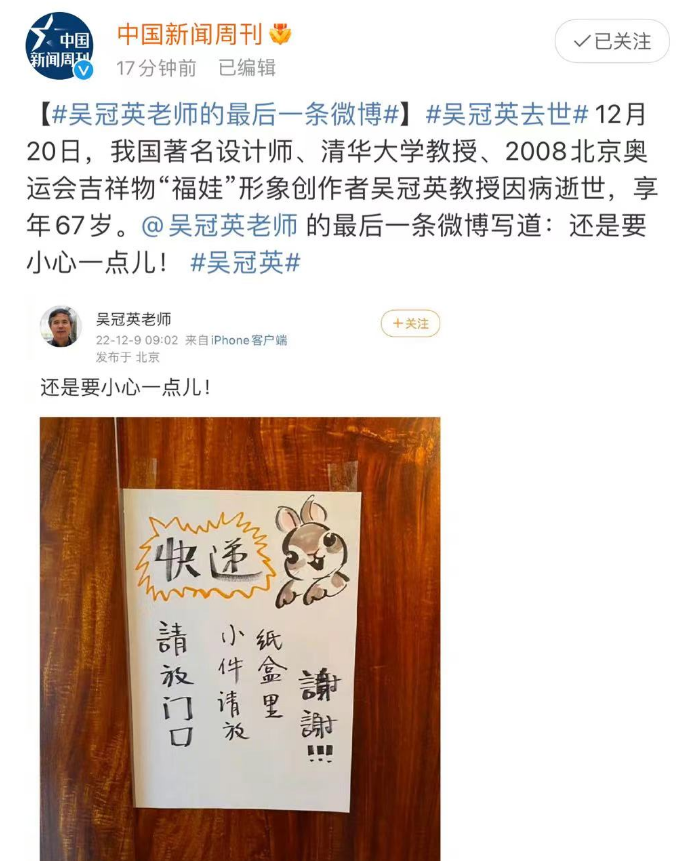 中国
新闻周刊
中国新闻周刊
17分钟前 已编辑
✓已关注
【#吴冠英老师的最后一条微博#】#吴冠英去世# 12月
20日，我国著名设计师、清华大学教授、2008北京奥
运会吉祥物“福娃”形象创作者吴冠英教授因病逝世，享
年67岁。@吴冠英老师 的最后一条微博写道：还是要
小心一点儿！ #吴冠英#
吴冠英老师
22-12-9 09:02 来自iPhone客户端
发布于 北京
+关注
还是要小心一点儿！
快递
請放门口
小件请放
纸盒里
謝謝!!!